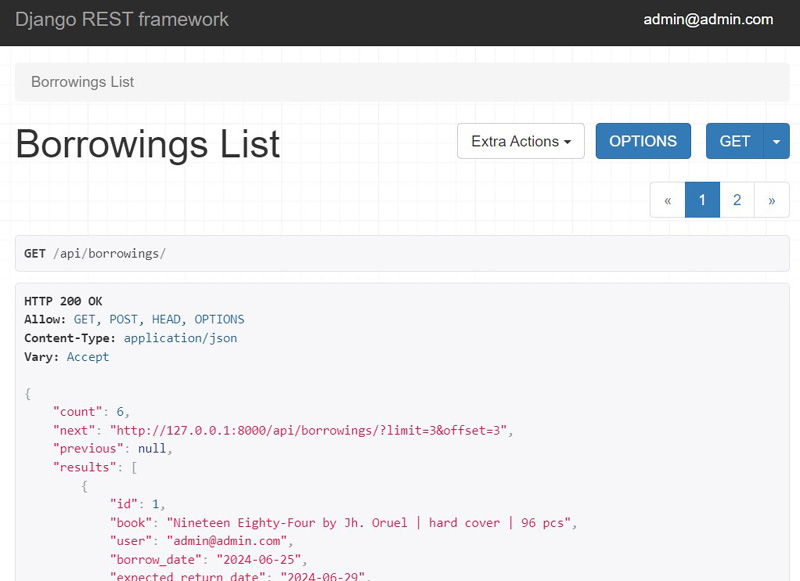 Django REST framework
admin@admin.com
Borrowings List
Borrowings List
Extra Actions
OPTIONS
GET
«
1
2
»
GET /api/borrowings/
HTTP 200 OK
Allow: GET, POST, HEAD, OPTIONS
Content-Type: application/json
Vary: Accept
{
"count": 6,
"next": "http://127.0.0.1:8000/api/borrowings/?limit=3&offset=3",
"previous": null,
"results": [
{
"id": 1,
"book": "Nineteen Eighty-Four by Jh. Oruel | hard cover | 96 pcs",
"user": "admin@admin.com",
"borrow_date": "2024-06-25",
"expected_return_date": "2024-06-29",